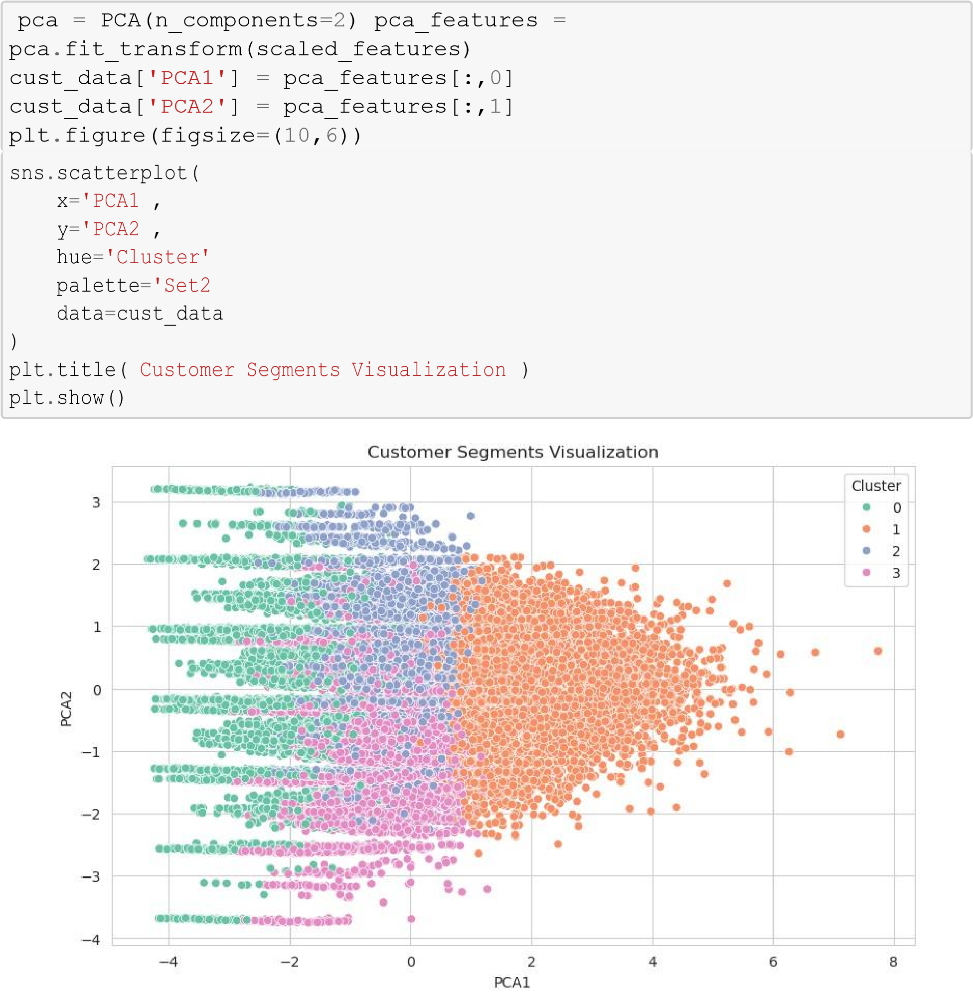 pca = PCA(n_components=2) pca_features =
pca.fit_transform(scaled_features)
cust_data['PCA1'] = pca_features[:,0]
cust_data['PCA2'] = pca_features[:,1]
plt.figure(figsize=(10,6))
sns.scatterplot(
    x='PCA1 ,
    y='PCA2 ,
    hue='Cluster'
    palette='Set2
    data=cust_data
)
plt.title( Customer Segments Visualization )
plt.show()
Customer Segments Visualization
Cluster
0
1
2
3
3
2
1
0
−1
−2
−3
−4
PCA2
−4
−2
0
2
4
6
8
PCA1